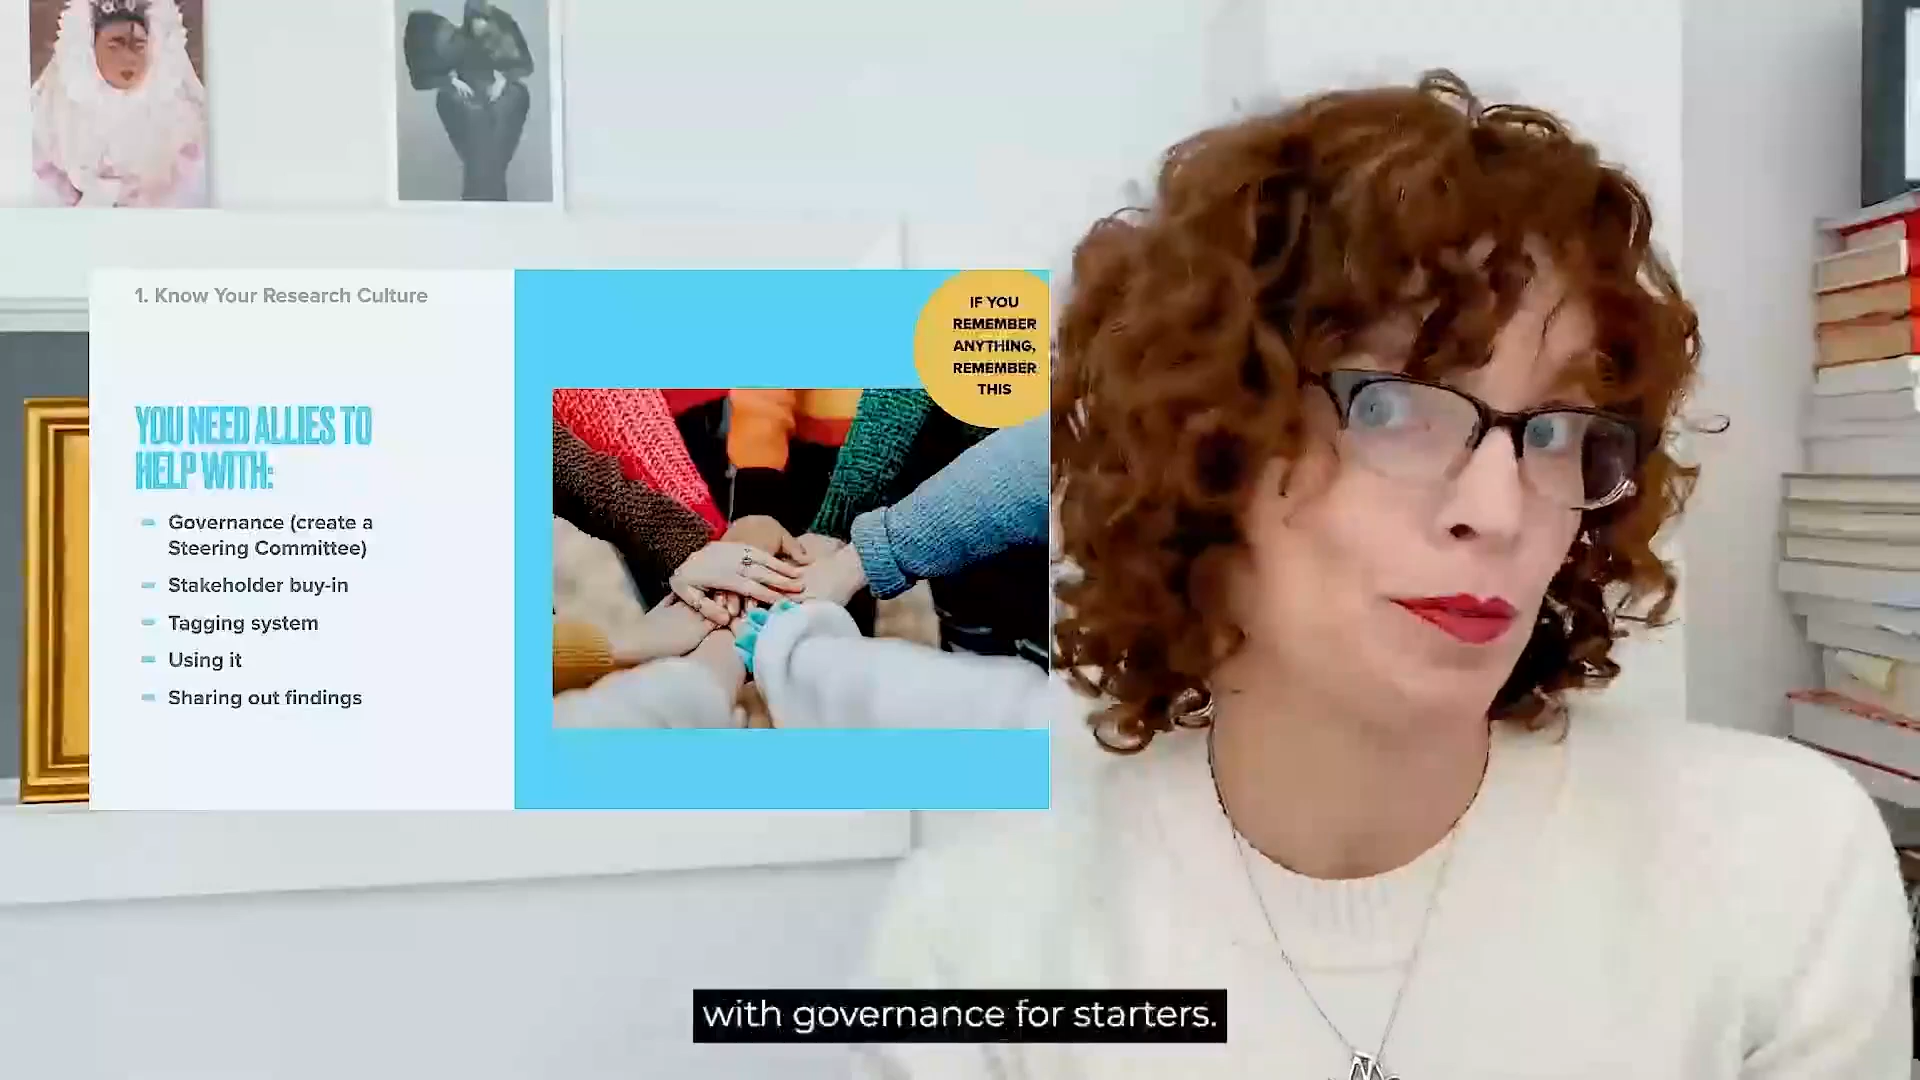 1. Know Your Research Culture
IF YOU
REMEMBER
ANYTHING,
REMEMBER
THIS
YOU NEED ALLIES TO
HELP WITH:
Governance (create a
Steering Committee)
Stakeholder buy-in
Tagging system
Using it
Sharing out findings
with governance for starters.